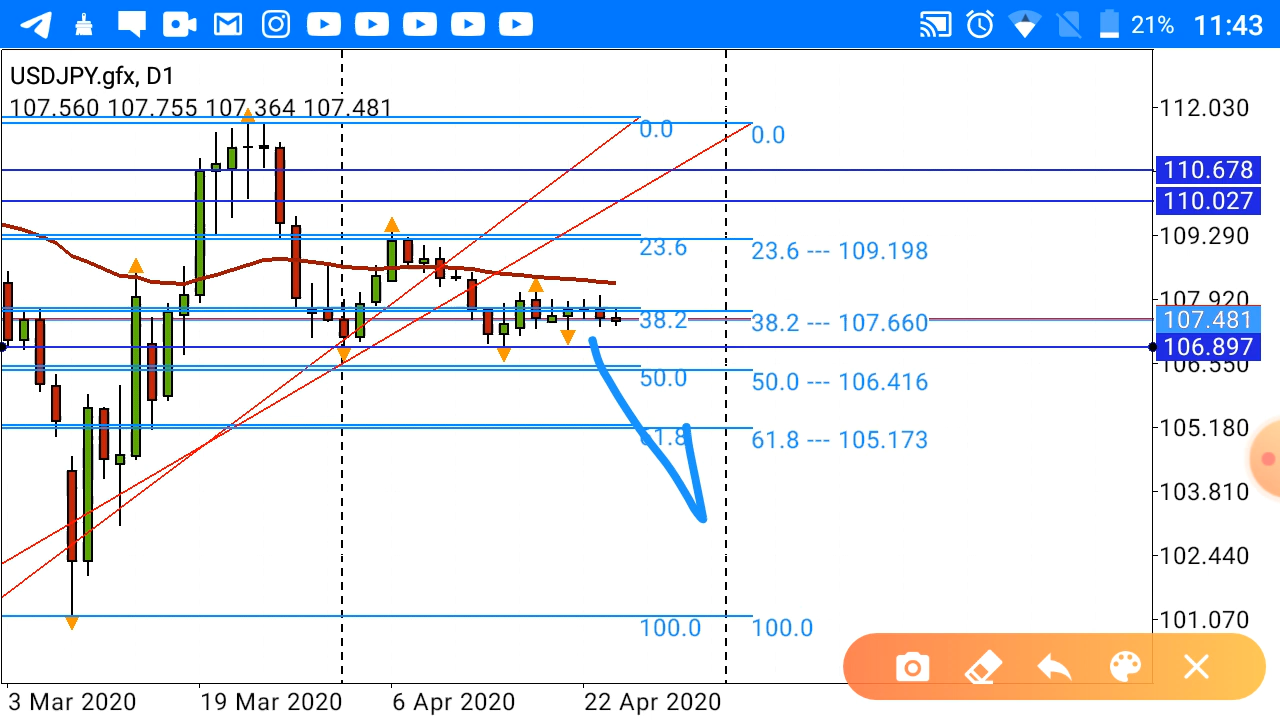 21% 11:43
USDJPY.gfx, D1
107.560 107.755 107.364 107.481
112.030
0.0 0.0
110.678
110.027
109.290
23.6 23.6 --- 109.198
107.920
38.2 38.2 --- 107.660 107.481
106.897
106.550
50.0 50.0 --- 106.416
105.180
61.8 61.8 --- 105.173
103.810
102.440
101.070
100.0 100.0
3 Mar 2020 19 Mar 2020 6 Apr 2020 22 Apr 2020